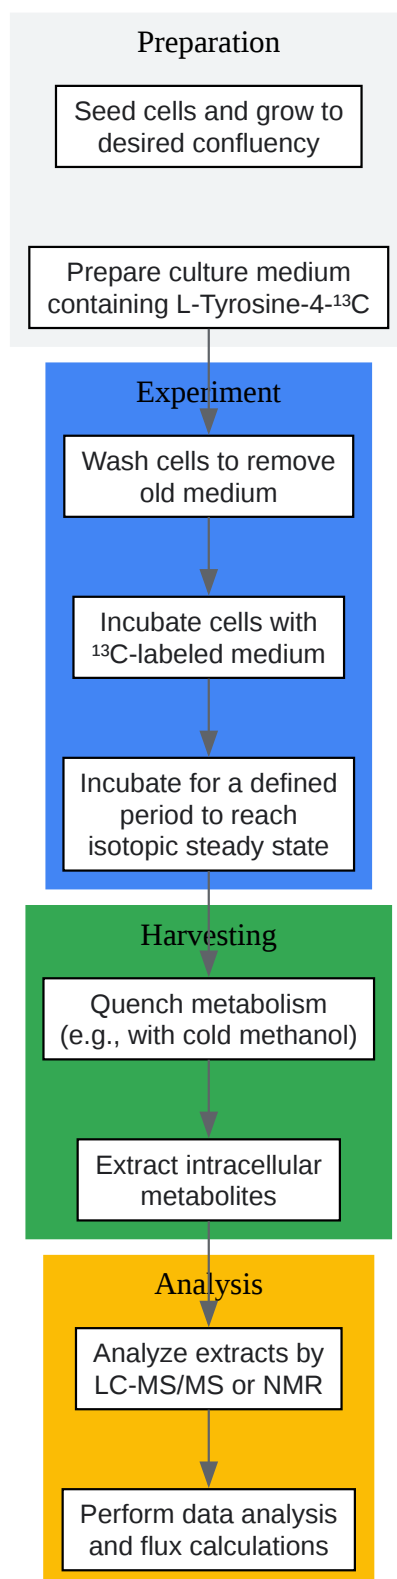 Preparation
Seed cells and grow to
desired confluency
Prepare culture medium
containing L-Tyrosine-4-¹³C
Experiment
Wash cells to remove
old medium
Incubate cells with
¹³C-labeled medium
Incubate for a defined
period to reach
isotopic steady state
Harvesting
Quench metabolism
(e.g., with cold methanol)
Extract intracellular
metabolites
Analysis
Analyze extracts by
LC-MS/MS or NMR
Perform data analysis
and flux calculations